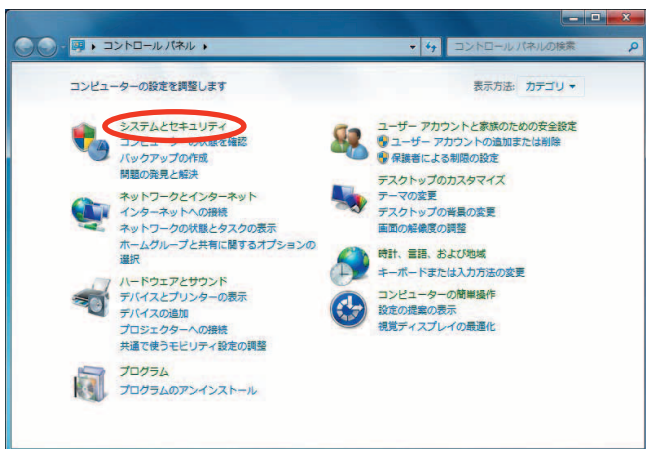 コントロール パネル
コントロール パネルの検索
コンピューターの設定を調整します
表示方法: カテゴリ
システムとセキュリティ
コンピューターの状態を確認
バックアップの作成
問題の発見と解決
ネットワークとインターネット
インターネットへの接続
ネットワークの状態とタスクの表示
ホームグループと共有に関するオプションの
選択
ハードウェアとサウンド
デバイスとプリンターの表示
デバイスの追加
プロジェクターへの接続
共通で使うモビリティ設定の調整
プログラム
プログラムのアンインストール
ユーザー アカウントと家族のための安全設定
ユーザー アカウントの追加または削除
保護者による制限の設定
デスクトップのカスタマイズ
テーマの変更
デスクトップの背景の変更
画面の解像度の調整
時計、言語、および地域
キーボードまたは入力方法の変更
コンピューターの簡単操作
設定の提案の表示
視覚ディスプレイの最適化